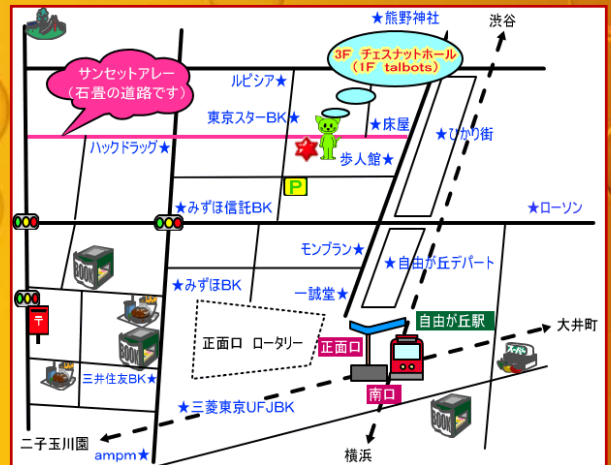 ★熊野神社
渋谷
3F チェスナットホール
(1F talbots)
サンセットアレー
(石畳の道路です)
ルピシア★
東京スターBK★
★床屋
★ひかり街
ハックドラッグ★
歩人館★
P
★みずほ信託BK
★ローソン
モンブラン★
★自由が丘デパート
BOOK
★みずほBK
一誠堂★
自由が丘駅
大井町
〒
正面口 ロータリー
正面口
BOOK
スーパー
三井住友BK★
南口
★三菱東京UFJBK
BOOK
二子玉川園
ampm★
横浜